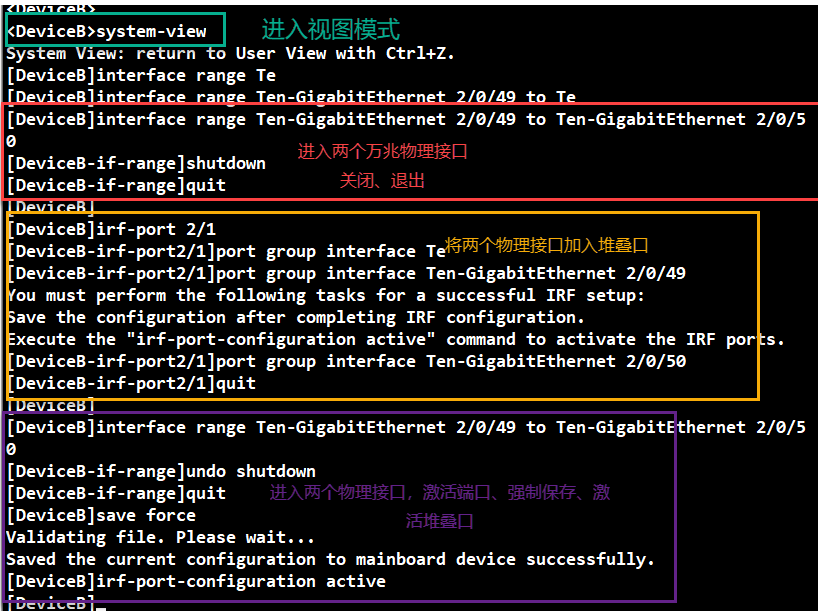 <DeviceB>
<DeviceB>system-view 进入视图模式
System View: return to User View with Ctrl+Z.
[DeviceB]interface range Te
[DeviceB]interface range Ten-GigabitEthernet 2/0/49 to Te
[DeviceB]interface range Ten-GigabitEthernet 2/0/49 to Ten-GigabitEthernet 2/0/5
0
进入两个万兆物理接口
[DeviceB-if-range]shutdown
关闭、退出
[DeviceB-if-range]quit
[DeviceB]
[DeviceB]irf-port 2/1
[DeviceB-irf-port2/1]port group interface Te 将两个物理接口加入堆叠口
[DeviceB-irf-port2/1]port group interface Ten-GigabitEthernet 2/0/49
You must perform the following tasks for a successful IRF setup:
Save the configuration after completing IRF configuration.
Execute the "irf-port-configuration active" command to activate the IRF ports.
[DeviceB-irf-port2/1]port group interface Ten-GigabitEthernet 2/0/50
[DeviceB-irf-port2/1]quit
[DeviceB]
[DeviceB]interface range Ten-GigabitEthernet 2/0/49 to Ten-GigabitEthernet 2/0/5
0
[DeviceB-if-range]undo shutdown
[DeviceB-if-range]quit 进入两个物理接口，激活端口、强制保存、激
[DeviceB]save force 活堆叠口
Validating file. Please wait...
Saved the current configuration to mainboard device successfully.
[DeviceB]irf-port-configuration active
[DeviceB]